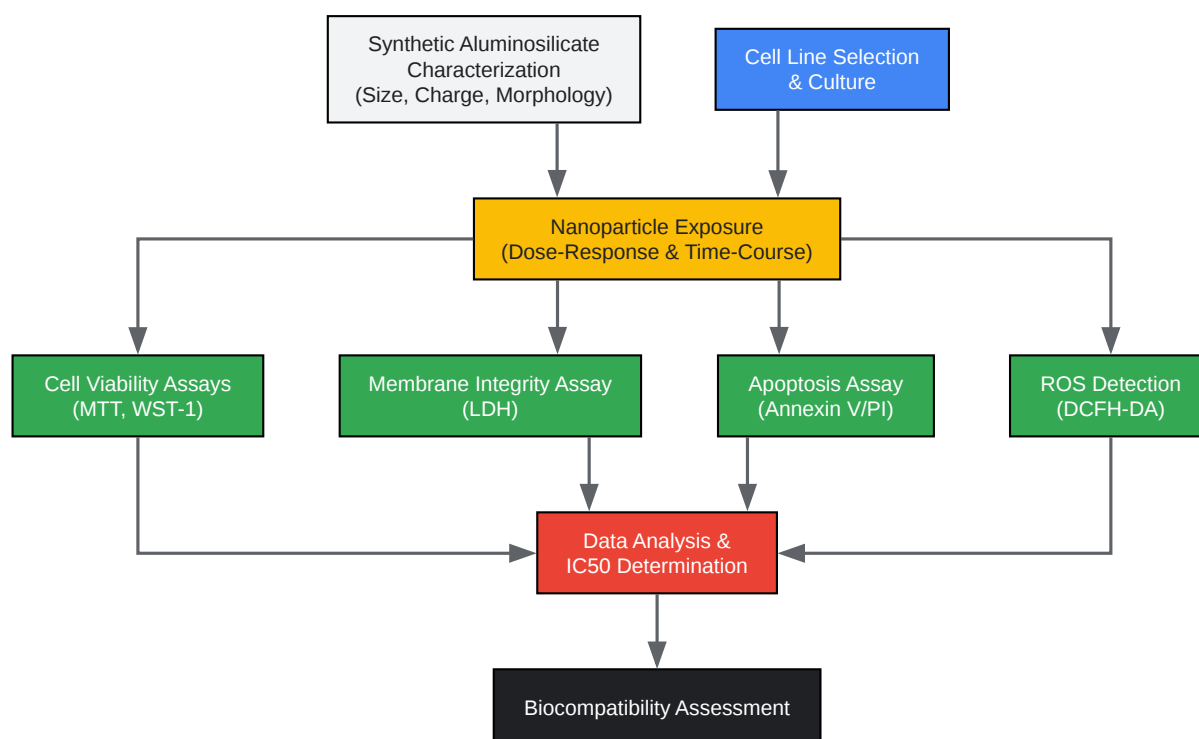 Synthetic Aluminosilicate
Characterization
(Size, Charge, Morphology)
Cell Line Selection
& Culture
Nanoparticle Exposure
(Dose-Response & Time-Course)
Cell Viability Assays
(MTT, WST-1)
Membrane Integrity Assay
(LDH)
Apoptosis Assay
(Annexin V/PI)
ROS Detection
(DCFH-DA)
Data Analysis &
IC50 Determination
Biocompatibility Assessment